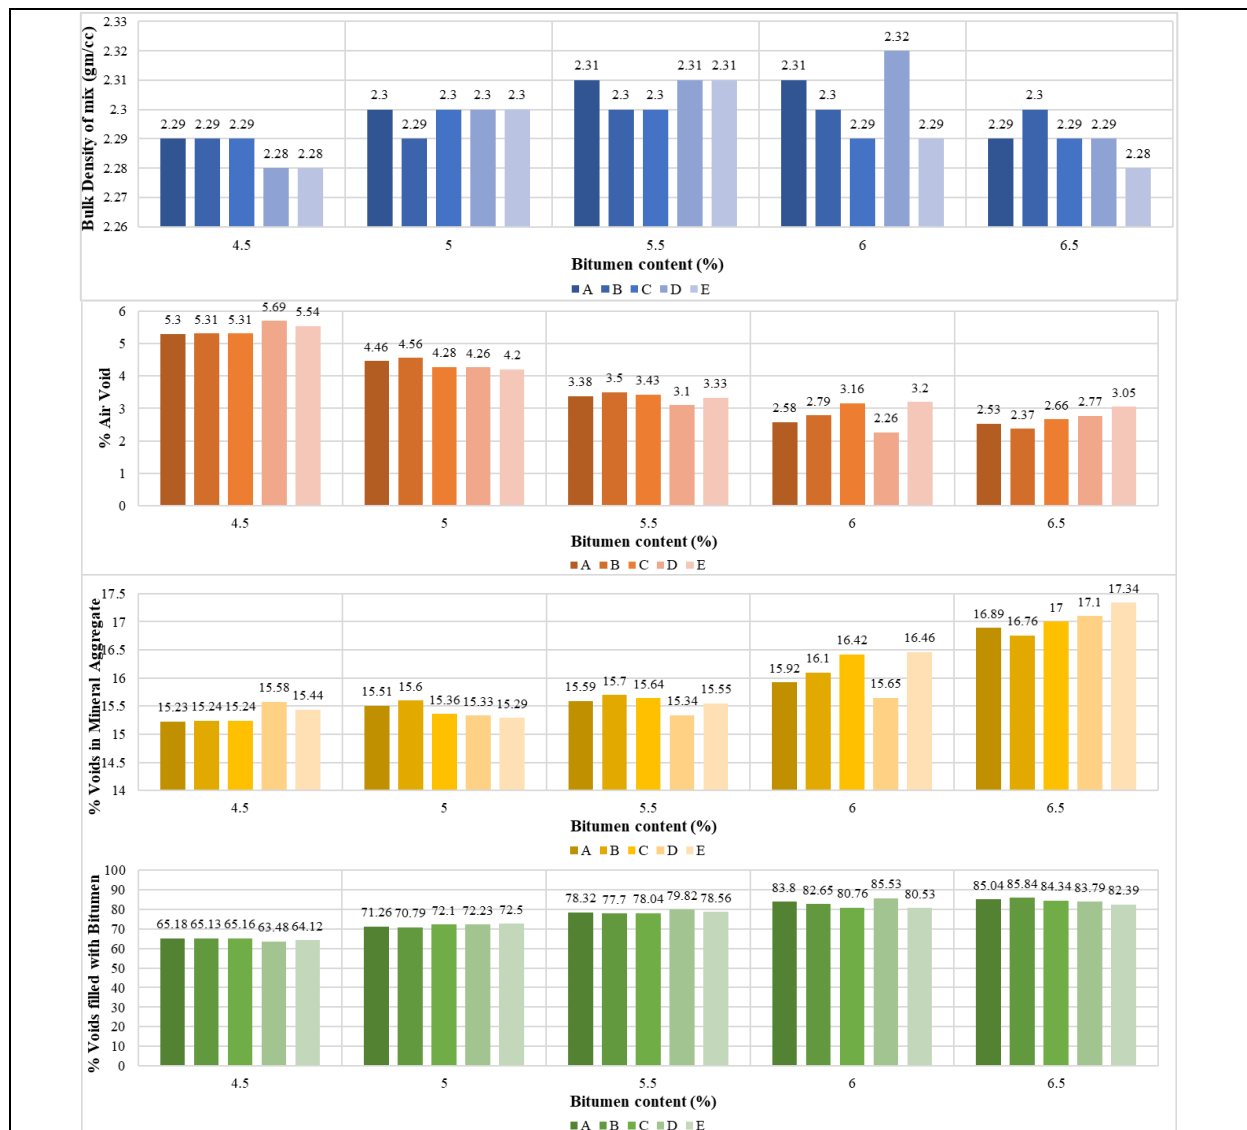 Bulk Density of mix (gm/cc)
2.33
2.32
2.31
2.3
2.29
2.28
2.27
2.26
2.29 2.29 2.29 2.28 2.28
2.3 2.29 2.3 2.3 2.3
2.31 2.3 2.3 2.31 2.31
2.31 2.3 2.29 2.32 2.29
2.29 2.3 2.29 2.29 2.28
4.5 5 5.5 6 6.5
Bitumen content (%)
A B C D E
% Air Void
6
5
4
3
2
1
0
5.3 5.31 5.31 5.69 5.54
4.46 4.56 4.28 4.26 4.2
3.38 3.5 3.43 3.1 3.33
2.58 2.79 3.16 2.26 3.2
2.53 2.37 2.66 2.77 3.05
4.5 5 5.5 6 6.5
Bitumen content (%)
A B C D E
% Voids in Mineral Aggregate
17.5
17
16.5
16
15.5
15
14.5
14
15.23 15.24 15.24 15.58 15.44
15.51 15.6 15.36 15.33 15.29
15.59 15.7 15.64 15.34 15.55
15.92 16.1 16.42 15.65 16.46
16.89 16.76 17 17.1 17.34
4.5 5 5.5 6 6.5
Bitumen content (%)
A B C D E
% Voids filled with Bitumen
100
90
80
70
60
50
40
30
20
10
0
65.18 65.13 65.16 63.48 64.12
71.26 70.79 72.1 72.23 72.5
78.32 77.7 78.04 79.82 78.56
83.8 82.65 80.76 85.53 80.53
85.04 85.84 84.34 83.79 82.39
4.5 5 5.5 6 6.5
Bitumen content (%)
A B C D E